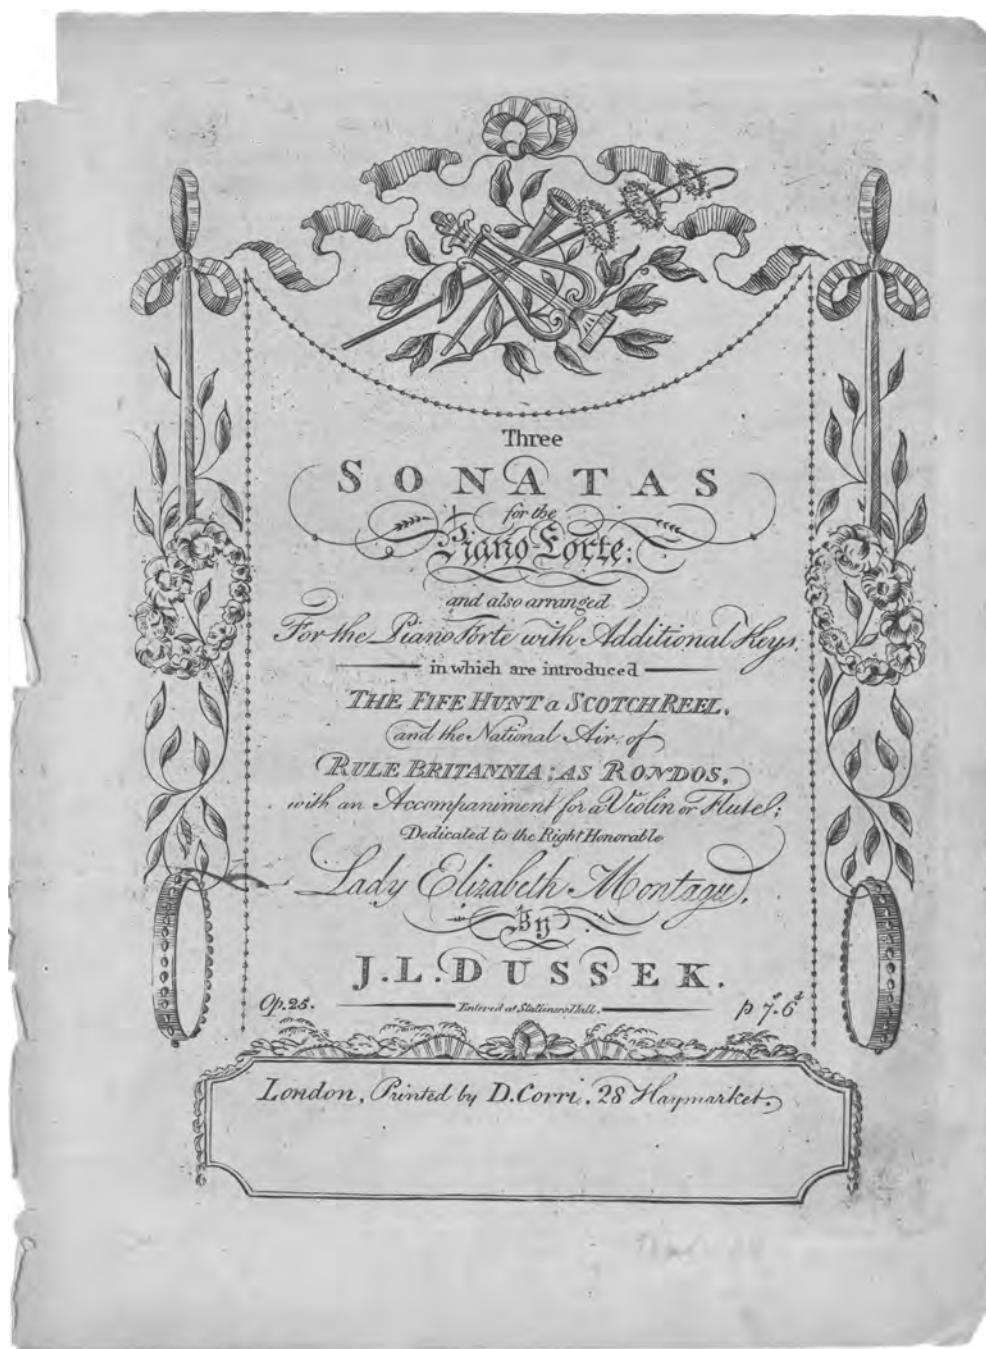 Three
SONATAS
for the
Piano-Forte:
and also arranged
For the Piano Forte with Additional Keys.
in which are introduced
THE FIFE HUNT a SCOTCH REEL,
and the National Air of
RULE BRITANNIA; AS RONDOS,
with an Accompaniment for a Violin or Flute;
Dedicated to the Right Honorable
Lady Elizabeth Montagu,
By
J.L. DUSSEK.
Op. 25. Entered at Stationers Hall. p 7s. 6d
London, Printed by D. Corri, 28 Haymarket.